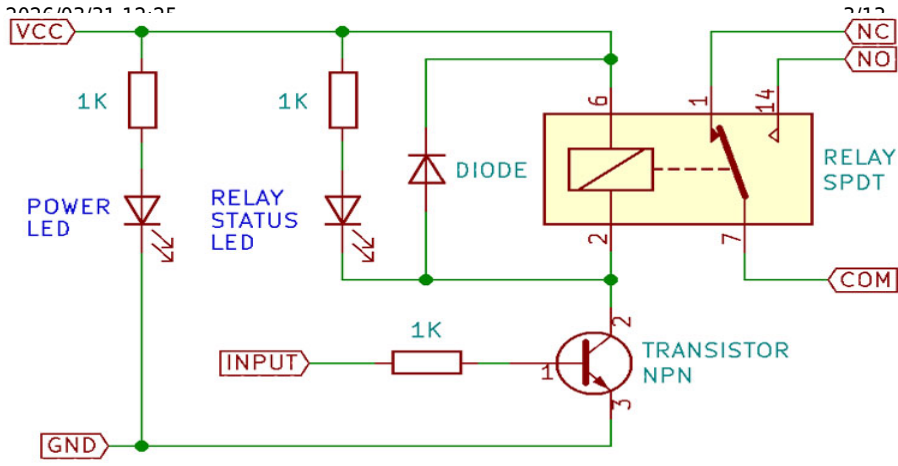 VCC
NC
NO
1K
1K
6
1
14
DIODE
RELAY
SPDT
POWER
LED
RELAY
STATUS
LED
2
7
COM
1K
2
INPUT
1
TRANSISTOR
NPN
3
GND